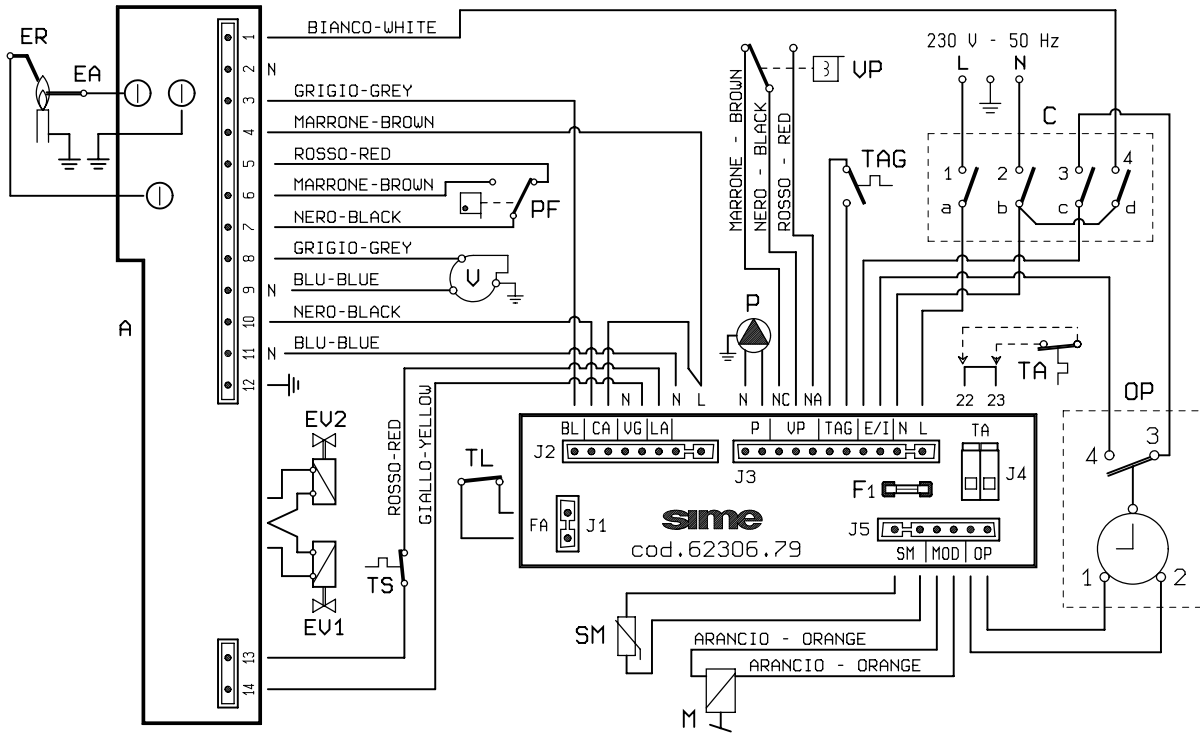 ER
EA
A
1 BIANCO-WHITE
2 N
3 GRIGIO-GREY
4 MARRONE-BROWN
5 ROSSO-RED
6 MARRONE-BROWN
PF
7 NERO-BLACK
8 GRIGIO-GREY
V
9 N BLU-BLUE
10 NERO-BLACK
11 N BLU-BLUE
12
13
14
EV2
EV1
ROSSO-RED
GIALLO-YELLOW
TS
TL
MARRONE - BROWN
NERO - BLACK
ROSSO - RED
VP
TAG
P
230 V - 50 Hz
L N
C
1 2 3 4
a b c d
TA
22 23
OP
4 3
1 2
N N L
N NC NA
BL CA VG LA
J2
P VP TAG E/I N L
J3
TA
J4
F1
FA J1
sime
cod.62306.79
J5
SM MOD OP
SM
ARANCIO - ORANGE
ARANCIO - ORANGE
M